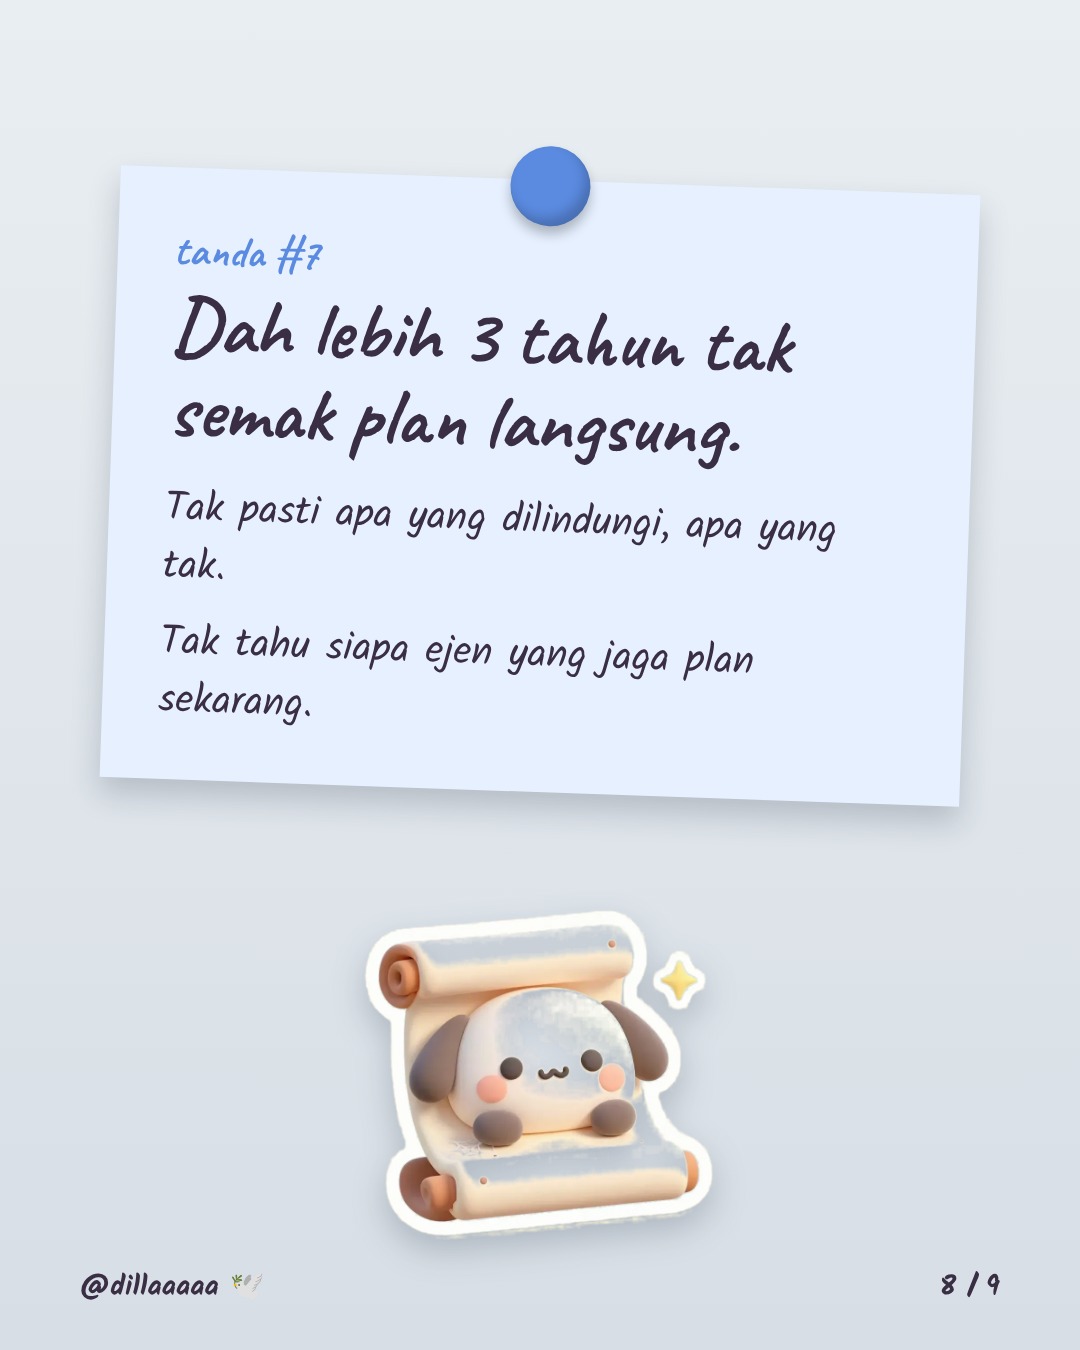 tanda #7
Dah lebih 3 tahun tak
semak plan langsung.
Tak pasti apa yang dilindungi, apa yang
tak.
Tak tahu siapa ejen yang jaga plan
sekarang.
@dillaaaaa 🕊️
8 / 9